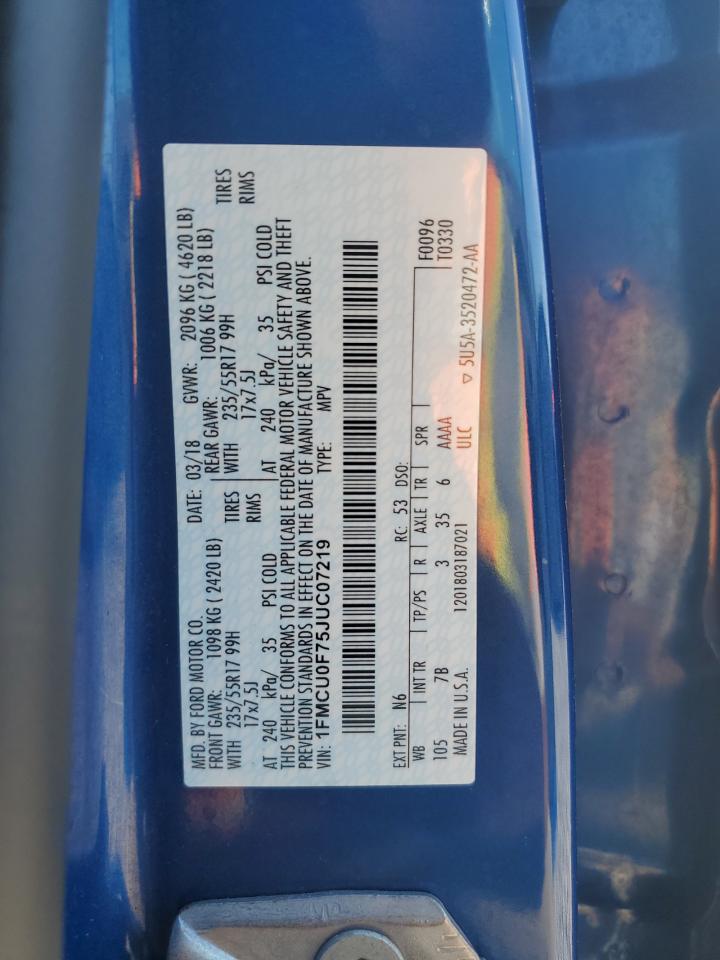 MFD. BY FORD MOTOR CO.
DATE: 03/18 GVWR: 2096 KG ( 4620 LB)
FRONT GAWR: 1098 KG ( 2420 LB) REAR GAWR: 1006 KG ( 2218 LB)
WITH 235/55R17 99H TIRES WITH 235/55R17 99H TIRES
17x7.5J RIMS 17x7.5J RIMS
AT 240 kPa/ 35 PSI COLD AT 240 kPa/ 35 PSI COLD
THIS VEHICLE CONFORMS TO ALL APPLICABLE FEDERAL MOTOR VEHICLE SAFETY AND THEFT
PREVENTION STANDARDS IN EFFECT ON THE DATE OF MANUFACTURE SHOWN ABOVE.
VIN: 1FMCU0F75JUC07219 TYPE: MPV
EXT PNT: N6 RC: 53 DSO: F0096
WB INT TR TP/PS R AXLE TR SPR T0330
105 7B 3 35 6 AAAA
MADE IN U.S.A. 1201803187021 ULC ▽ 5U5A-3520472-AA